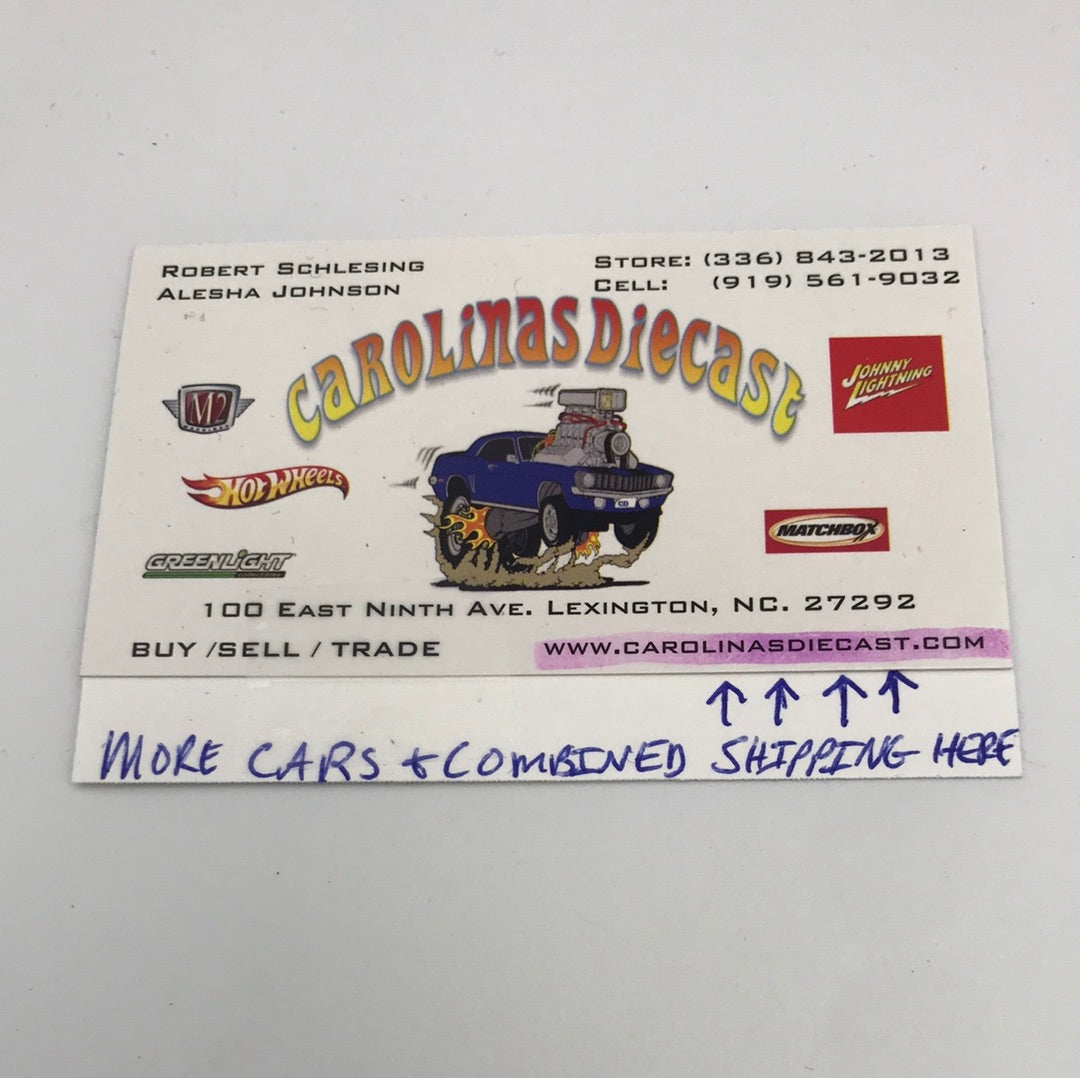 ROBERT SCHLESING
ALESHA JOHNSON
STORE: (336) 843-2013
CELL: (919) 561-9032
CAROLINAS DIECAST
M2
JOHNNY
LIGHTNING
HOT WHEELS
CD
MATCHBOX
GREENLIGHT
collectibles
100 EAST NINTH AVE. LEXINGTON, NC. 27292
BUY /SELL / TRADE
WWW.CAROLINASDIECAST.COM
↑ ↑ ↑ ↑
MORE CARS + COMBINED SHIPPING HERE